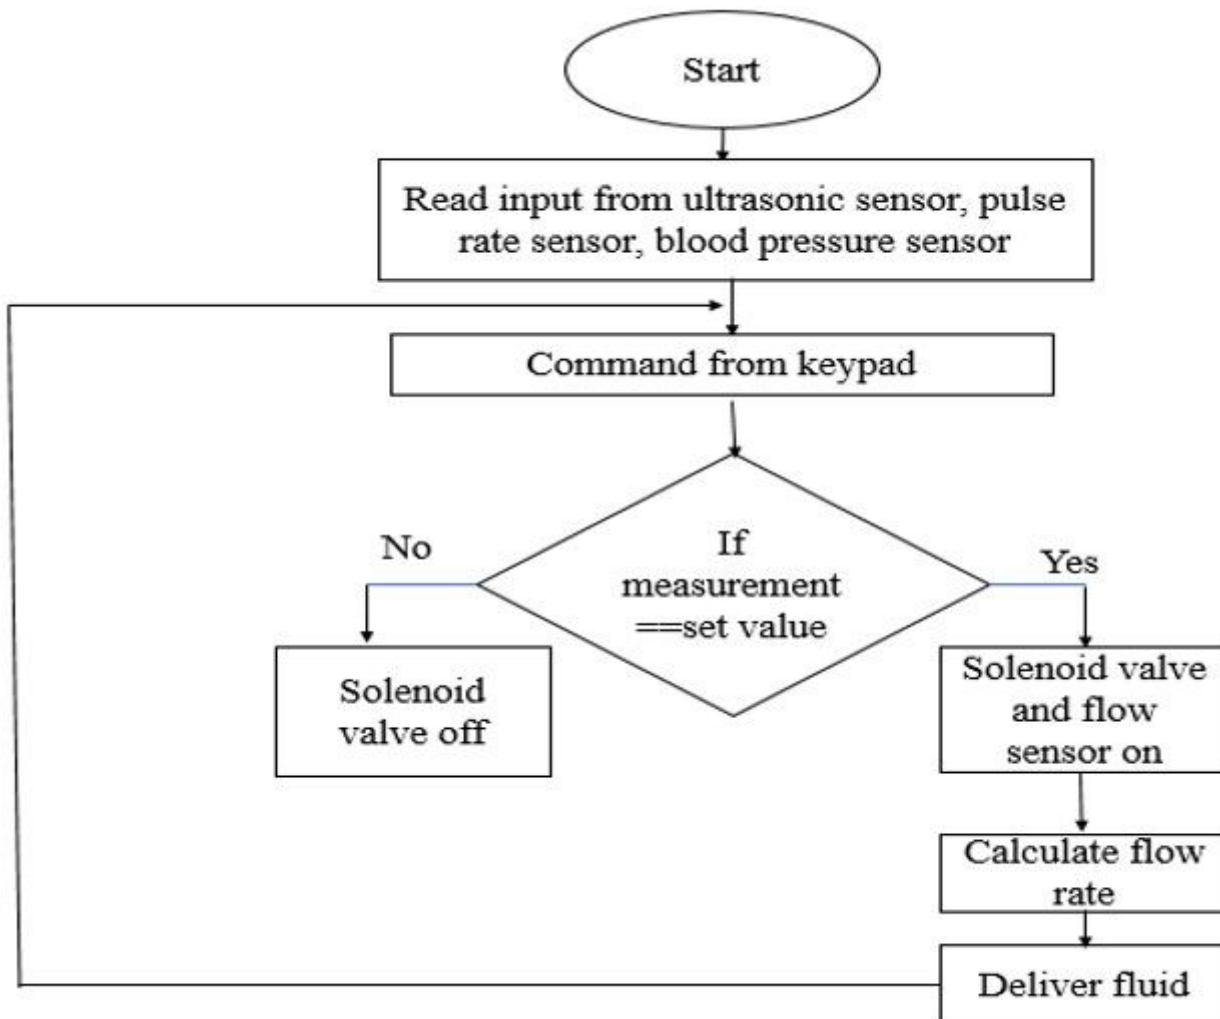 Start
Read input from ultrasonic sensor, pulse
rate sensor, blood pressure sensor
Command from keypad
No
If
measurement
==set value
Yes
Solenoid
valve off
Solenoid valve
and flow
sensor on
Calculate flow
rate
Deliver fluid